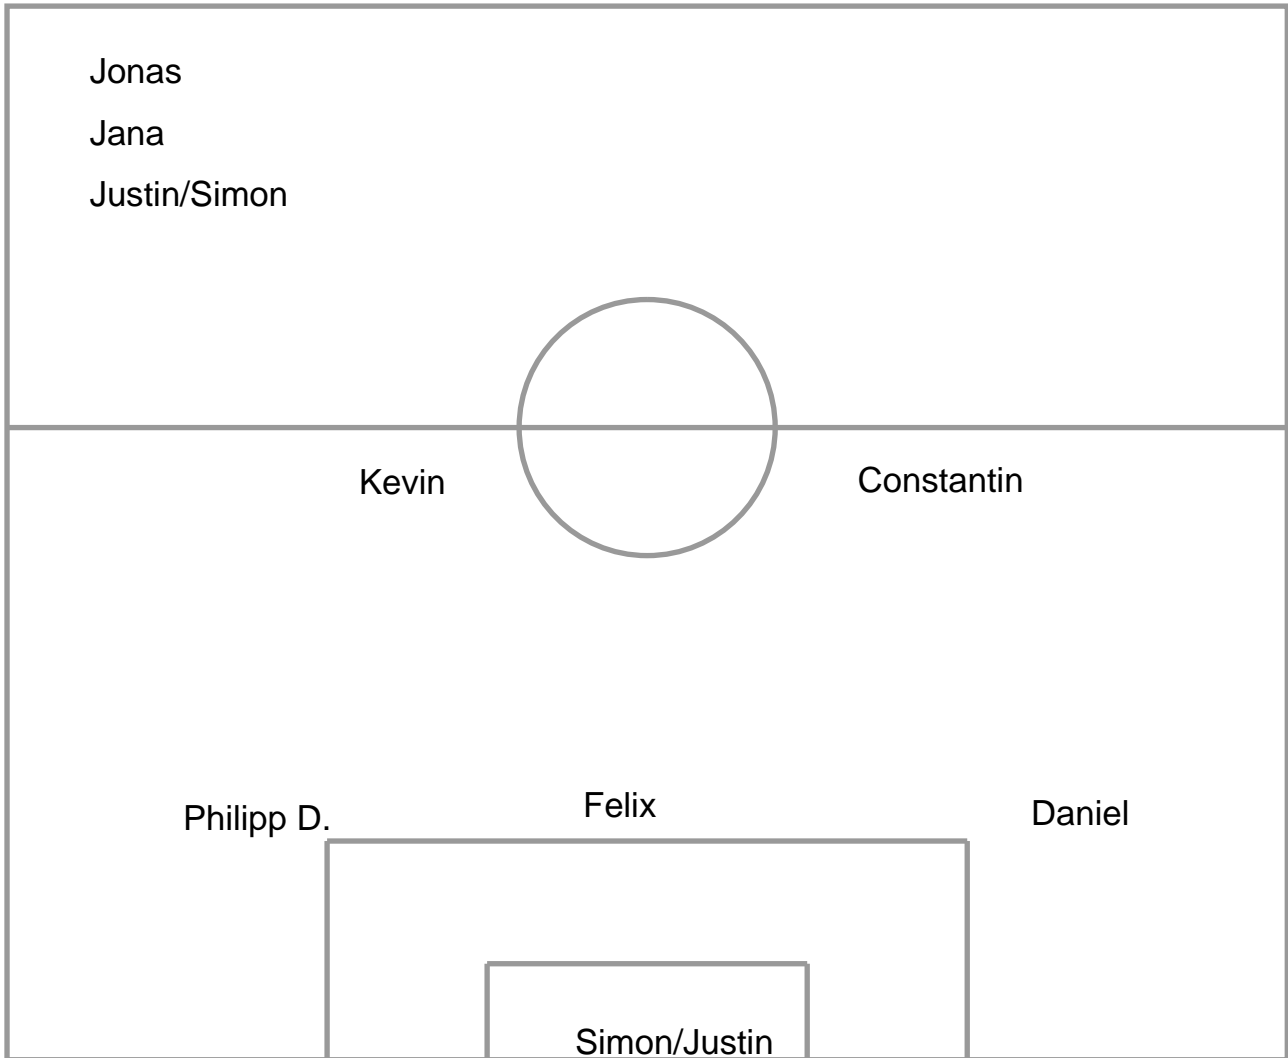 Jonas
Jana
Justin/Simon
Kevin
Constantin
Philipp D.
Felix
Daniel
Simon/Justin